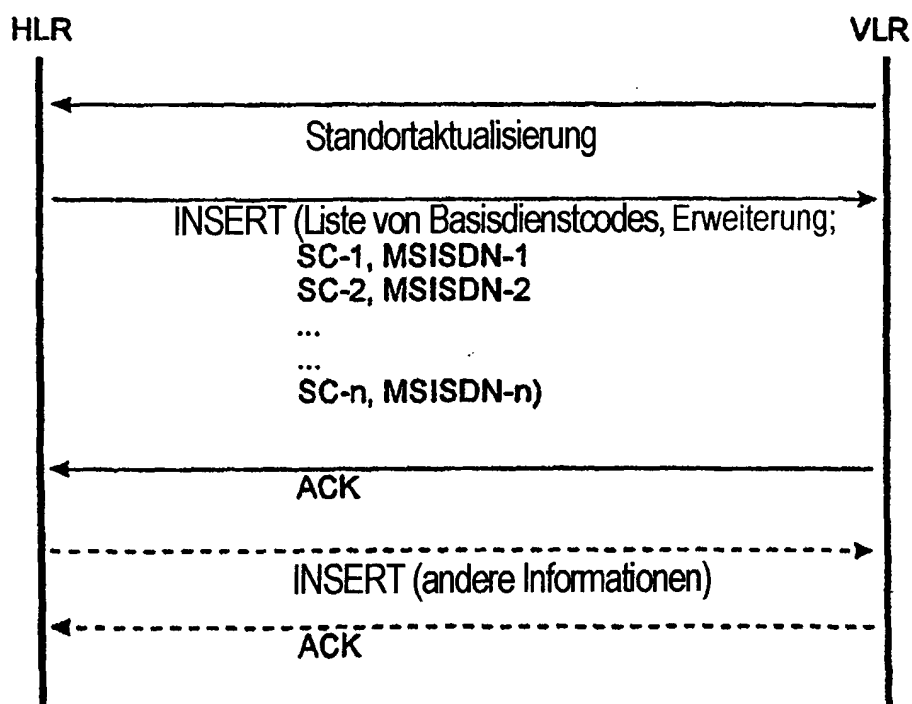 HLR VLR
Standortaktualisierung
INSERT (Liste von Basisdienstcodes, Erweiterung;
SC-1, MSISDN-1
SC-2, MSISDN-2
...
...
SC-n, MSISDN-n)
ACK
INSERT (andere Informationen)
ACK